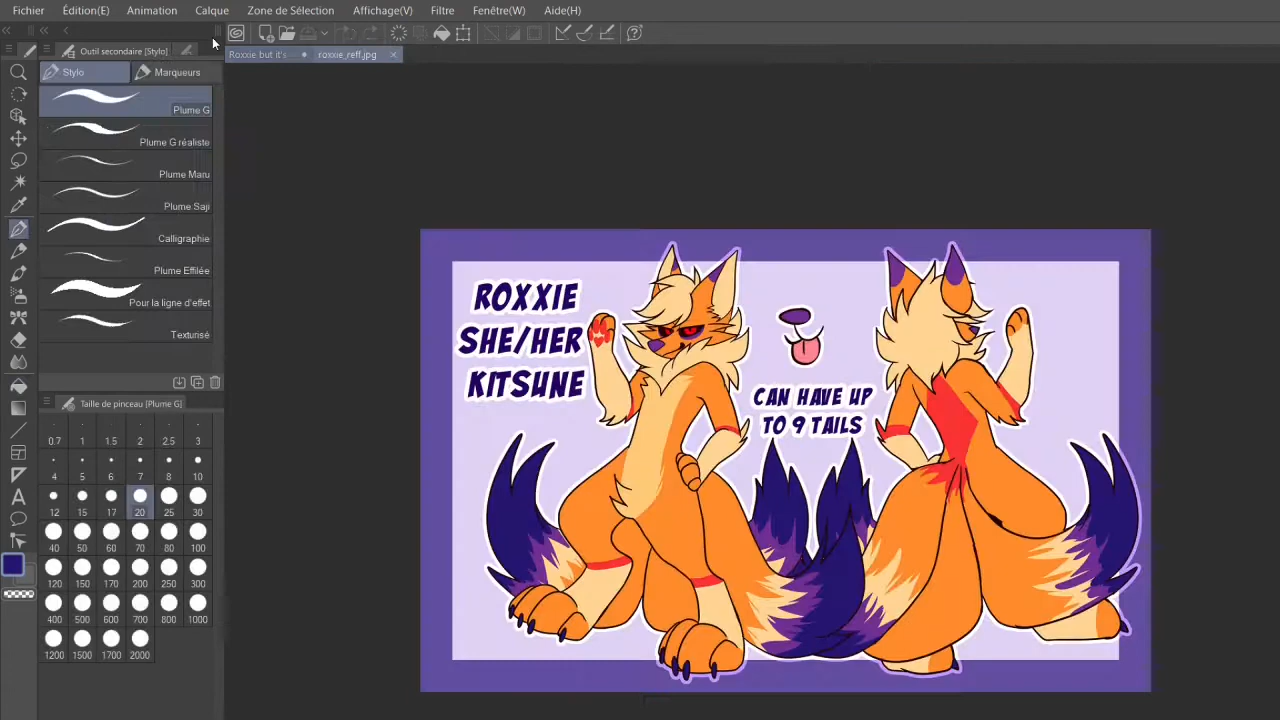 Fichier Édition(E) Animation Calque Zone de Sélection Affichage(V) Filtre Fenêtre(W) Aide(H)
Outil secondaire [Stylo]
Roxxie but it's
roxxie_reff.jpg
Stylo
Marqueurs
Plume G
Plume G réaliste
Plume Maru
Plume Saji
Calligraphie
Plume Effilée
Pour la ligne d'effet
Texturisé
Taille de pinceau [Plume G]
0.7 1 1.5 2 2.5 3
4 5 6 7 8 10
12 15 17 20 25 30
40 50 60 70 80 100
120 150 170 200 250 300
400 500 600 700 800 1000
1200 1500 1700 2000
ROXXIE
SHE/HER
KITSUNE
CAN HAVE UP
TO 9 TAILS